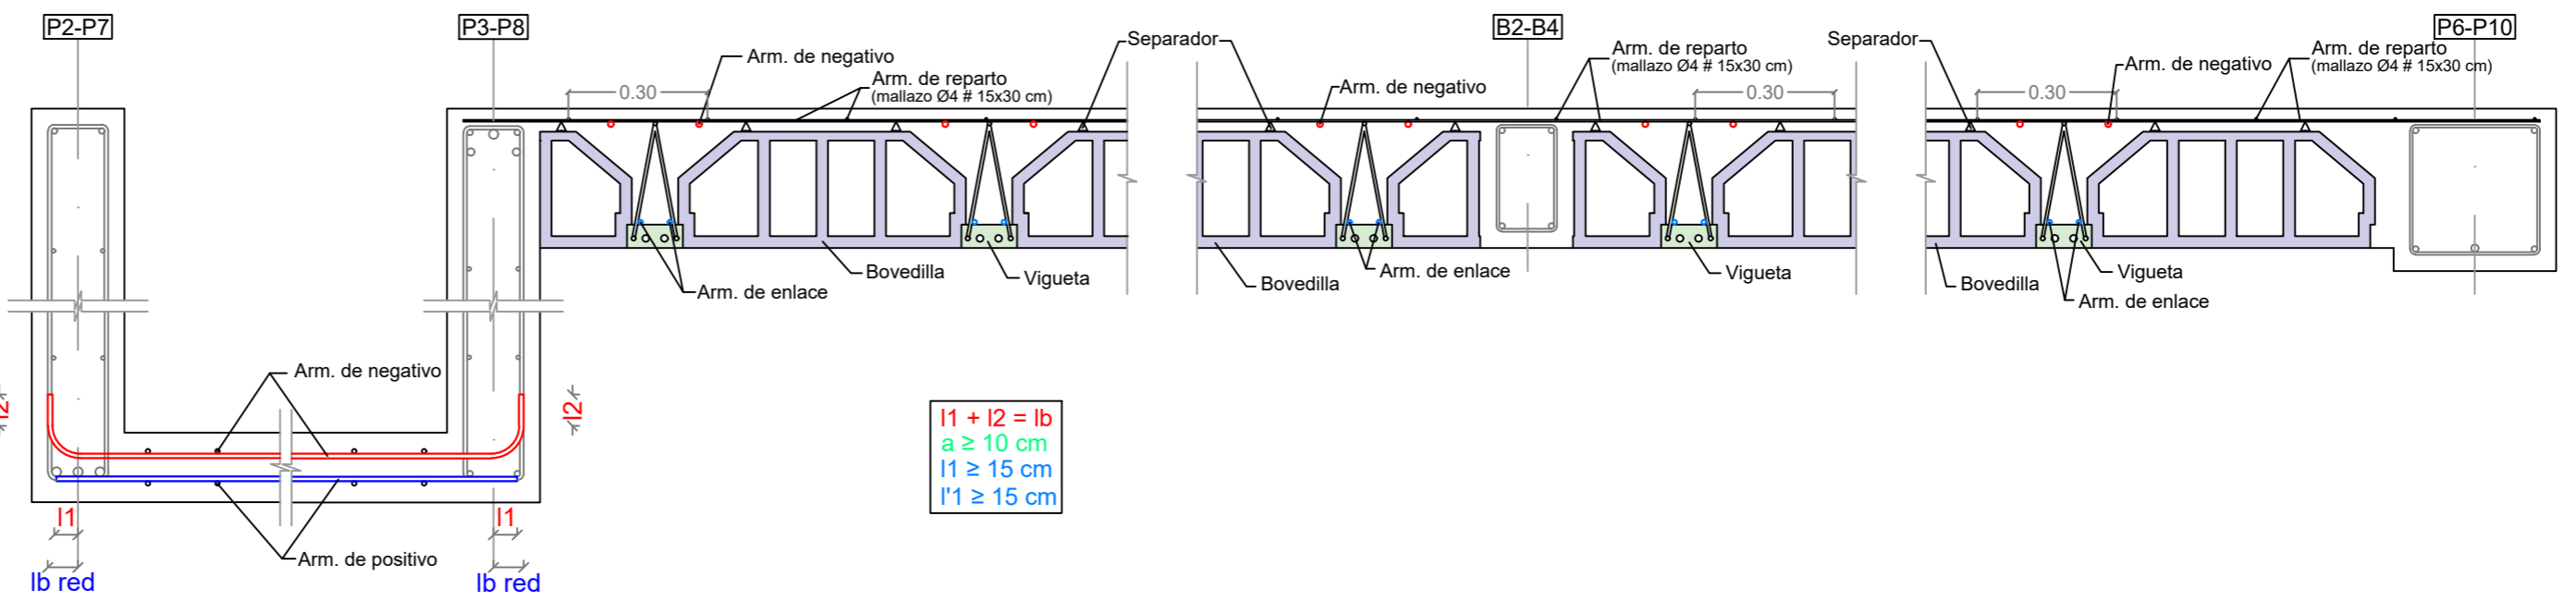 P2-P7
P3-P8
B2-B4
P6-P10
Arm. de negativo
Separador
Arm. de reparto
(mallazo Ø4 # 15x30 cm)
Separador
Arm. de reparto
(mallazo Ø4 # 15x30 cm)
Arm. de negativo
0.30
Arm. de reparto
(mallazo Ø4 # 15x30 cm)
Arm. de negativo
0.30
0.30
Bovedilla
Vigueta
Arm. de enlace
Bovedilla
Arm. de enlace
Vigueta
Bovedilla
Vigueta
Arm. de enlace
Arm. de negativo
l2
l2
l1 + l2 = lb
a ≥ 10 cm
l1 ≥ 15 cm
l'1 ≥ 15 cm
l1
l1
Arm. de positivo
lb red
lb red